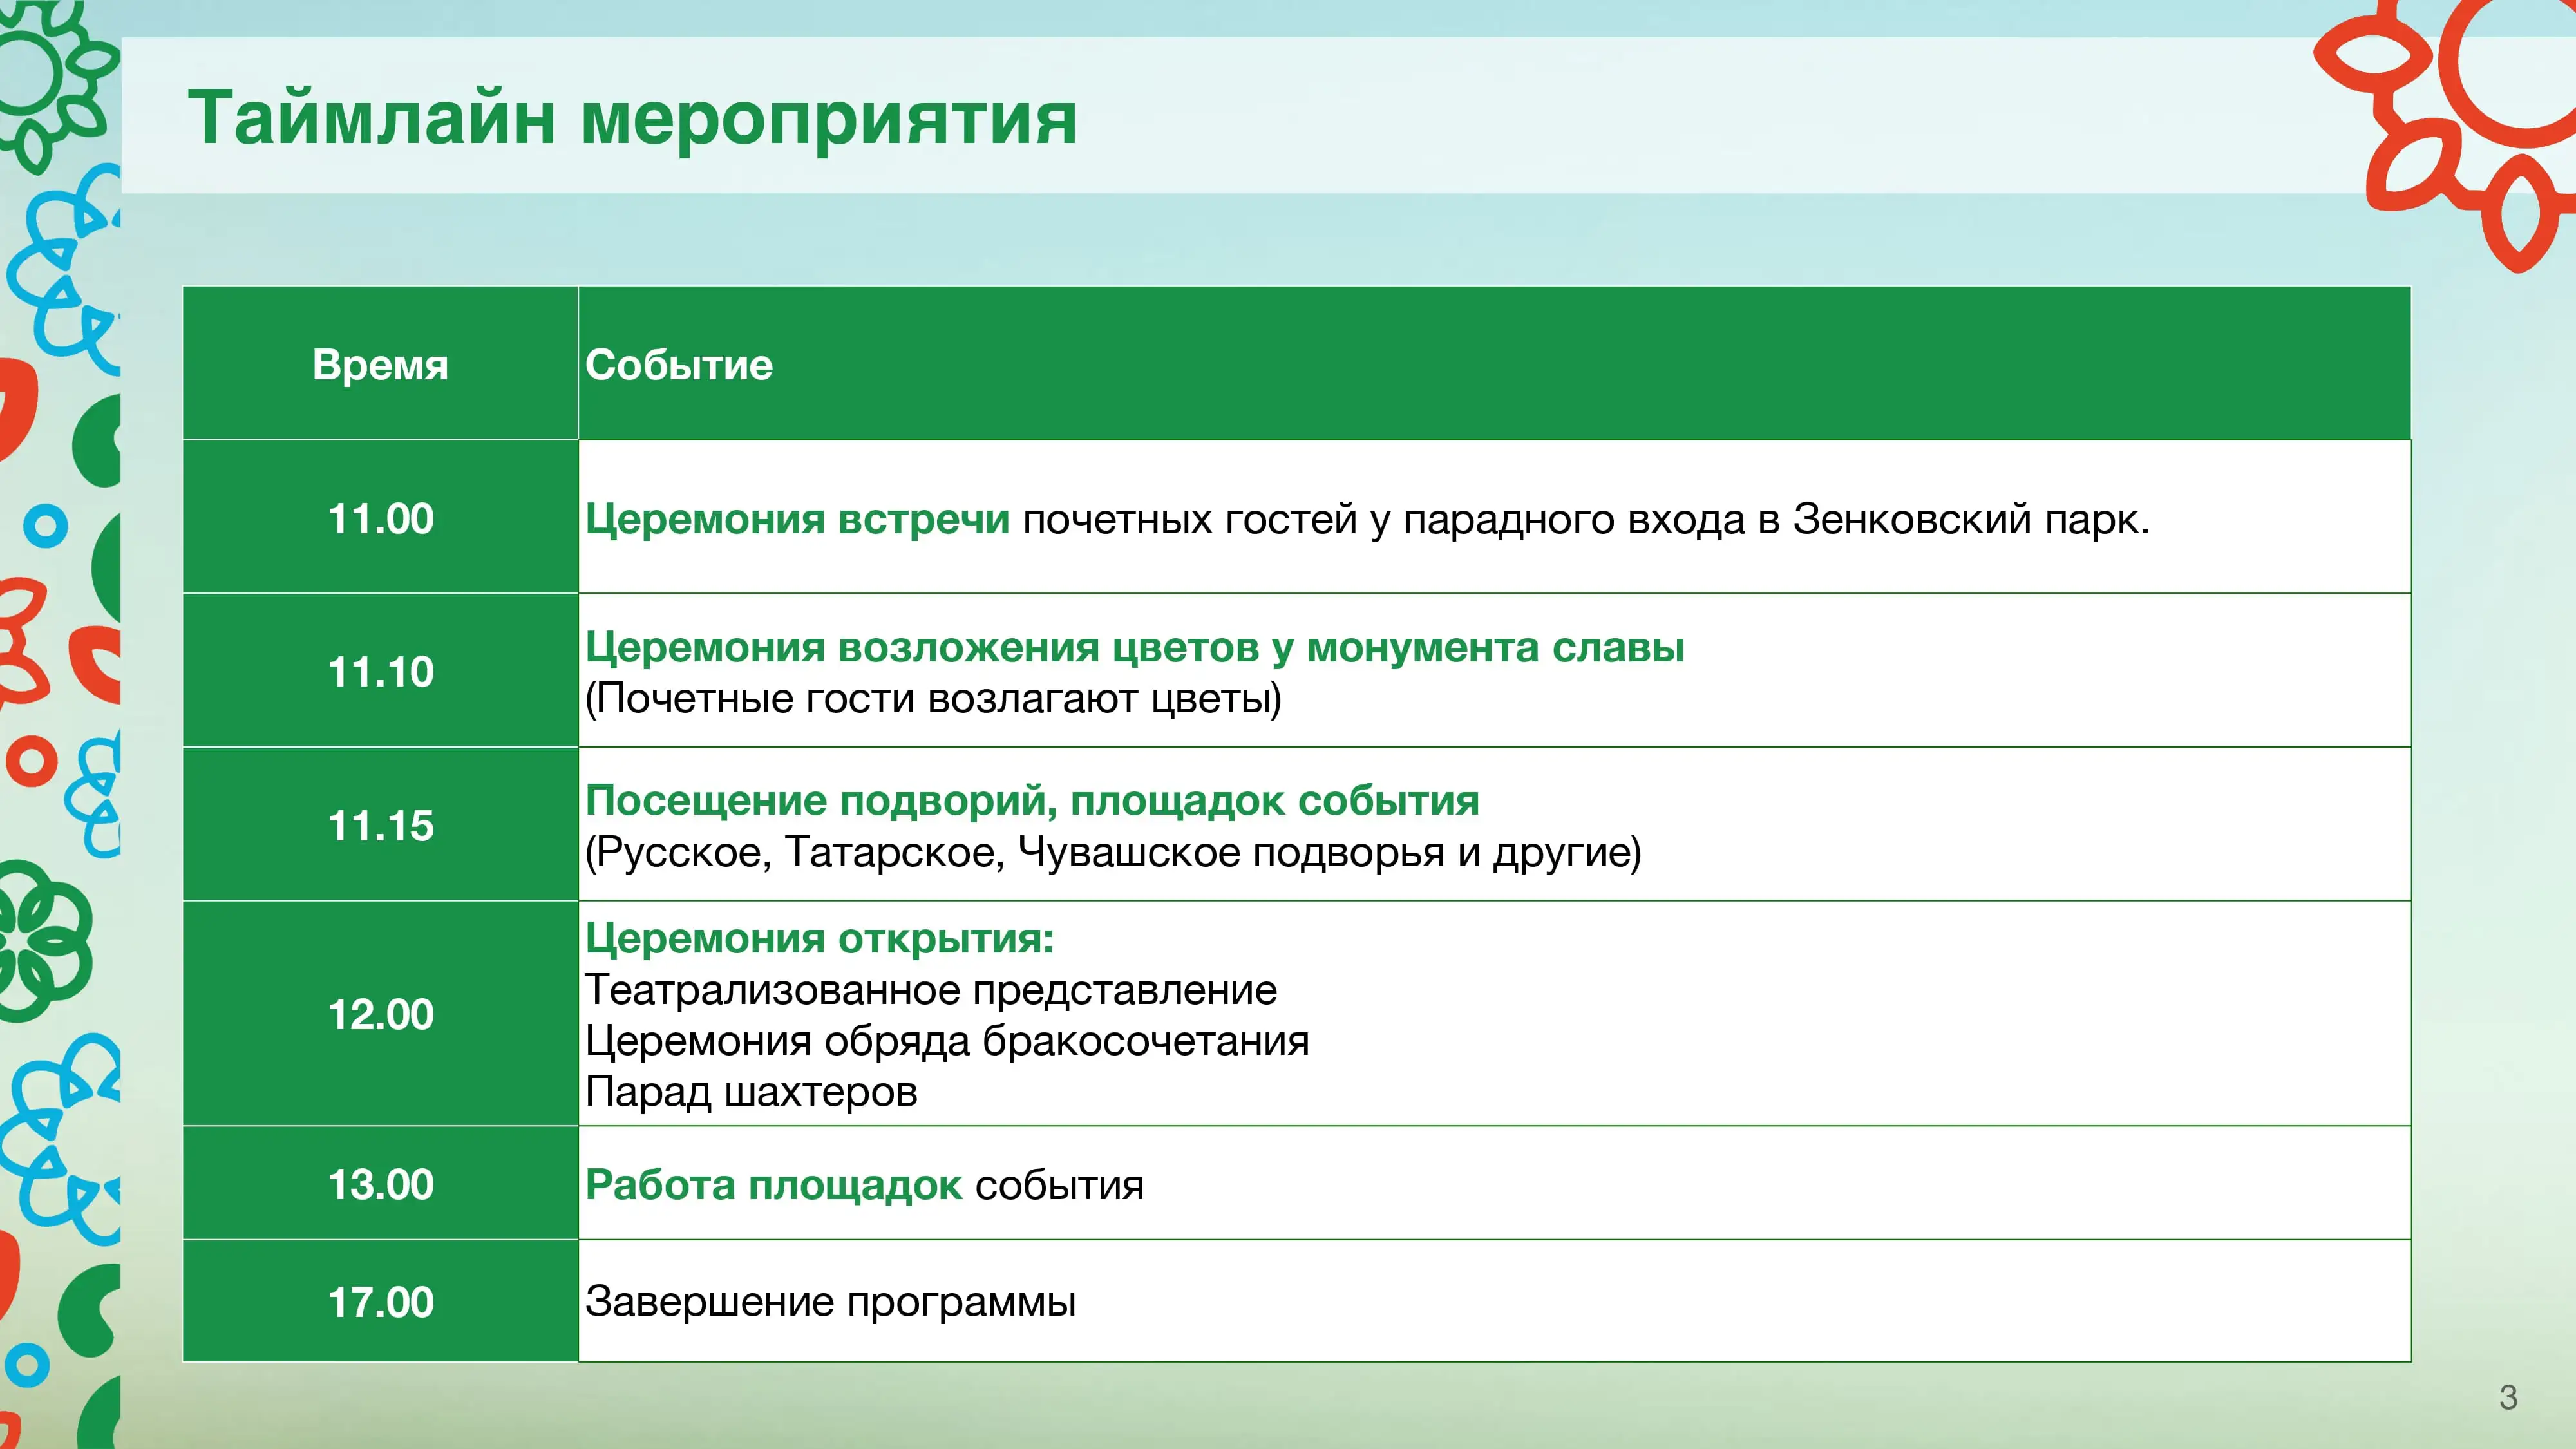 Таймлайн мероприятия
Время
Событие
11.00
Церемония встречи почетных гостей у парадного входа в Зенковский парк.
11.10
Церемония возложения цветов у монумента славы
(Почетные гости возлагают цветы)
11.15
Посещение подворий, площадок события
(Русское, Татарское, Чувашское подворья и другие)
12.00
Церемония открытия:
Театрализованное представление
Церемония обряда бракосочетания
Парад шахтеров
13.00
Работа площадок события
17.00
Завершение программы
3